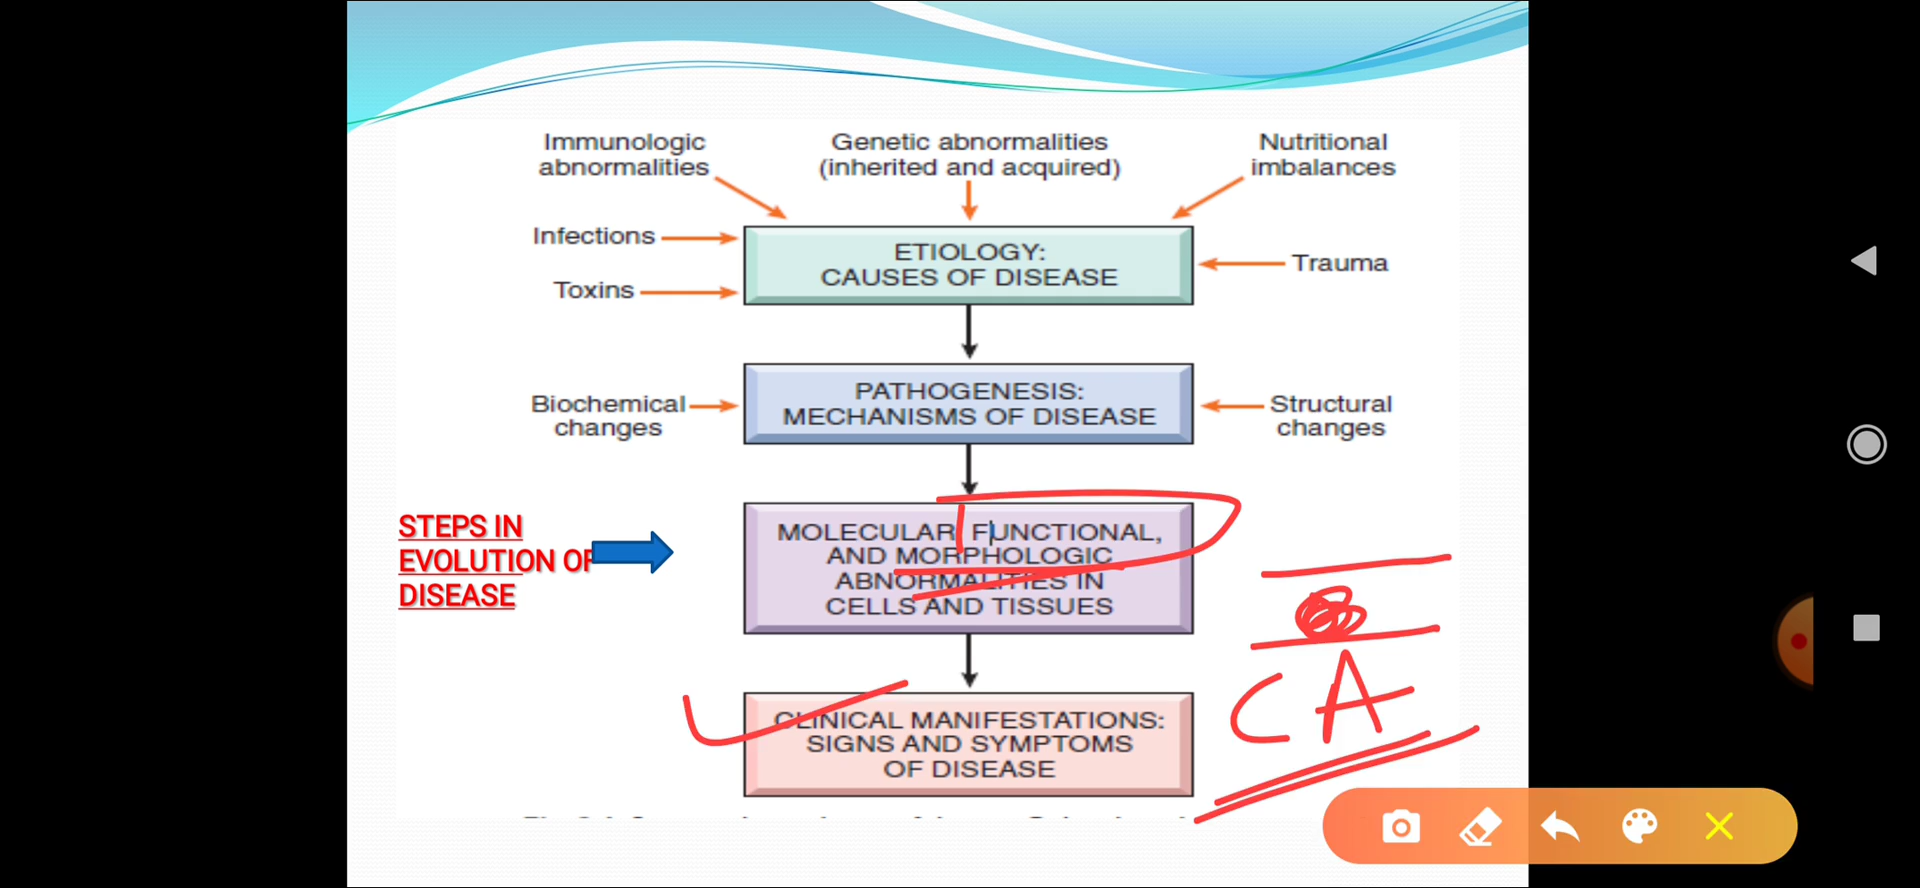 Immunologic
abnormalities
Genetic abnormalities
(inherited and acquired)
Nutritional
imbalances
Infections
Toxins
ETIOLOGY:
CAUSES OF DISEASE
Trauma
Biochemical
changes
PATHOGENESIS:
MECHANISMS OF DISEASE
Structural
changes
STEPS IN
EVOLUTION OF
DISEASE
MOLECULAR, FUNCTIONAL,
AND MORPHOLOGIC
ABNORMALITIES IN
CELLS AND TISSUES
CA
CLINICAL MANIFESTATIONS:
SIGNS AND SYMPTOMS
OF DISEASE